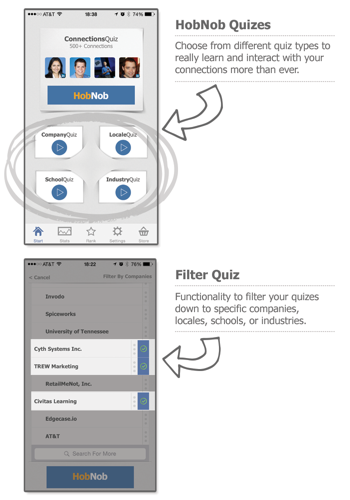 AT&T 18:38 74%
HobNob Quizes
ConnectionsQuiz
500+ Connections
Choose from different quiz types to
really learn and interact with your
connections more than ever.
HobNob
CompanyQuiz LocaleQuiz
SchoolQuiz IndustryQuiz
Start Stats Rank Settings Store
AT&T 18:22 76%
Cancel Filter By Companies
Filter Quiz
Invodo
Functionality to filter your quizes
down to specific companies,
locales, schools, or industries.
Spiceworks
University of Tennessee
Cyth Systems Inc.
TREW Marketing
RetailMeNot, Inc.
Civitas Learning
Edgecase.io
AT&T
Search For More
HobNob